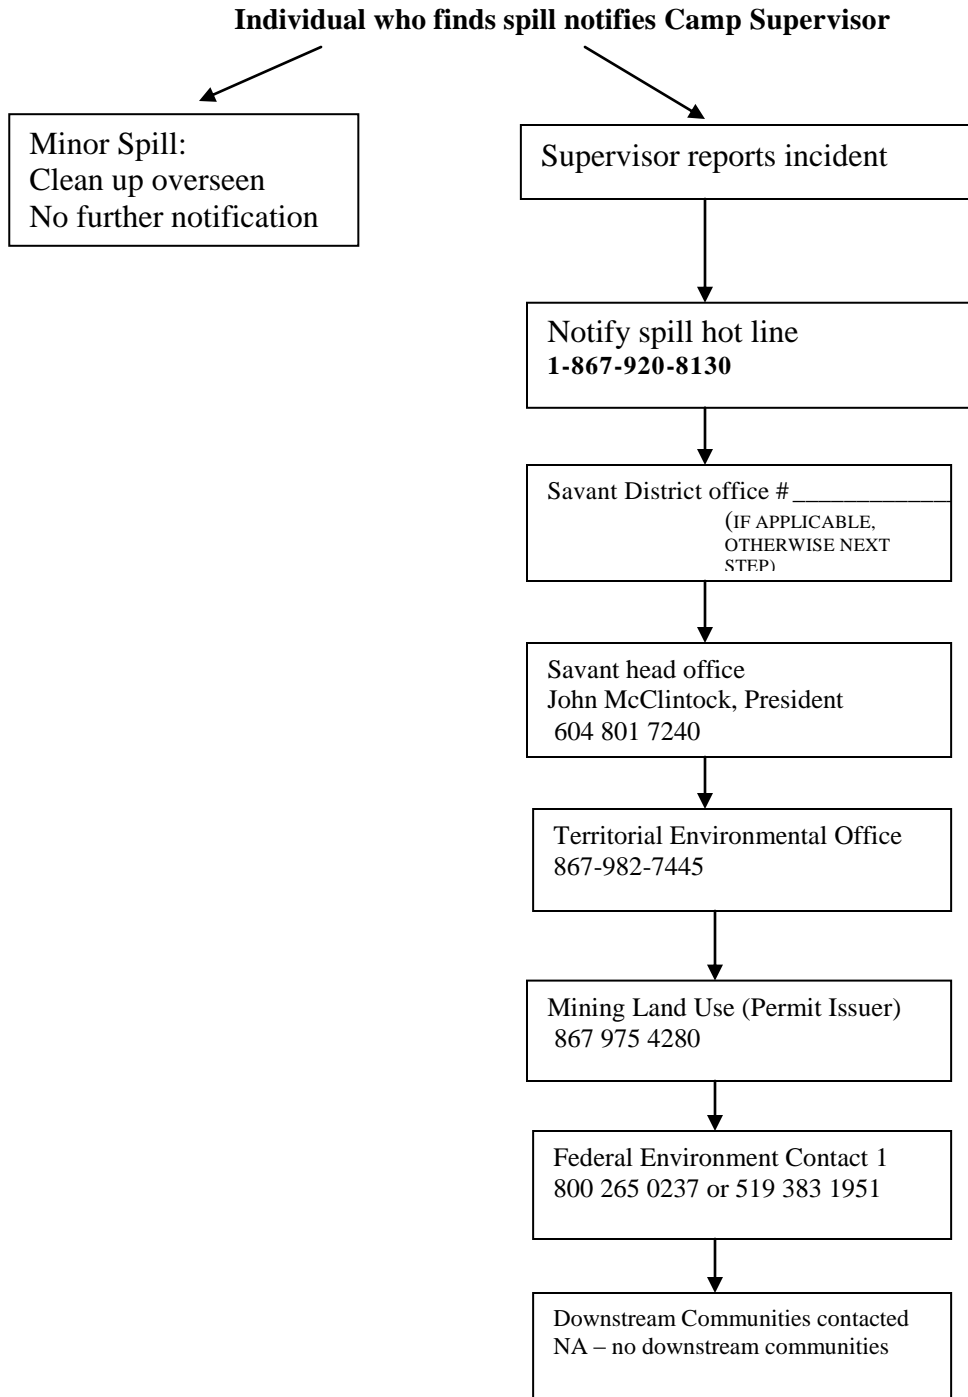 Individual who finds spill notifies Camp Supervisor
Minor Spill:
Clean up overseen
No further notification
Supervisor reports incident
Notify spill hot line
1-867-920-8130
Savant District office #_____________
(IF APPLICABLE,
OTHERWISE NEXT
STEP)
Savant head office
John McClintock, President
604 801 7240
Territorial Environmental Office
867-982-7445
Mining Land Use (Permit Issuer)
867 975 4280
Federal Environment Contact 1
800 265 0237 or 519 383 1951
Downstream Communities contacted
NA – no downstream communities